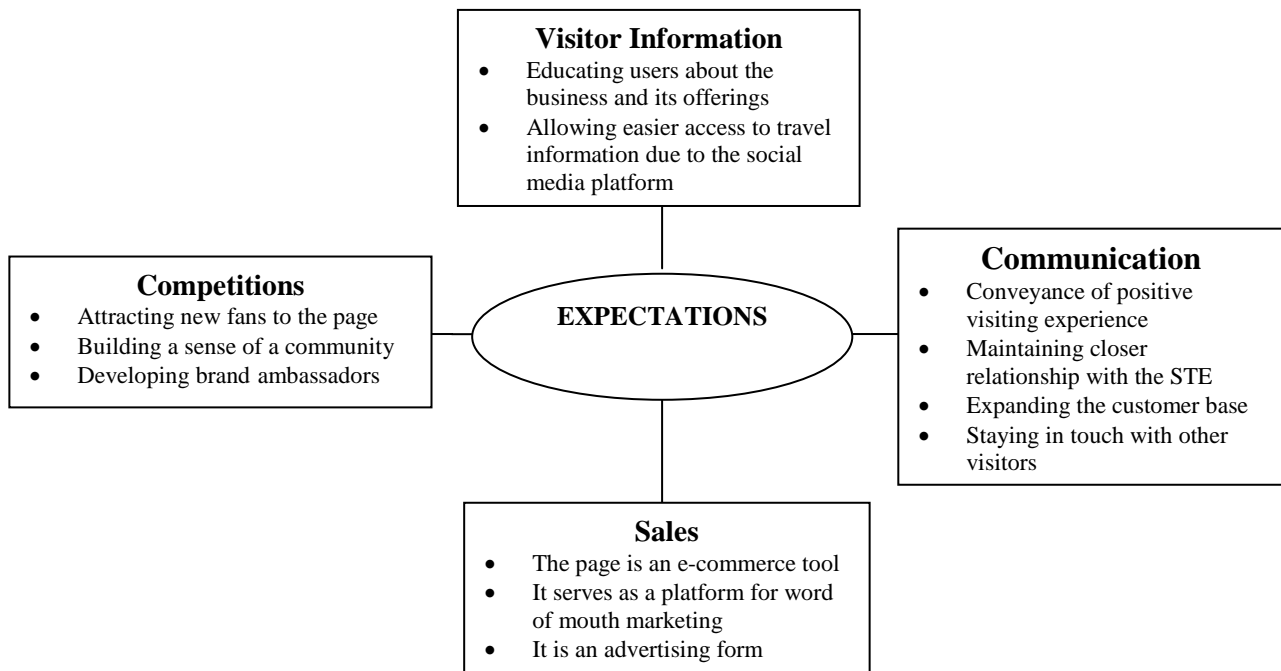 Visitor Information
• Educating users about the
business and its offerings
• Allowing easier access to travel
information due to the social
media platform
Competitions
• Attracting new fans to the page
• Building a sense of a community
• Developing brand ambassadors
EXPECTATIONS
Communication
• Conveyance of positive
visiting experience
• Maintaining closer
relationship with the STE
• Expanding the customer base
• Staying in touch with other
visitors
Sales
• The page is an e-commerce tool
• It serves as a platform for word
of mouth marketing
• It is an advertising form